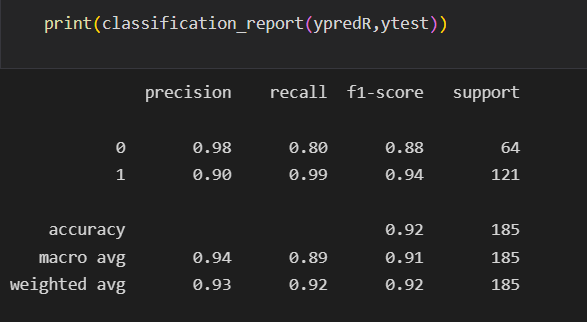 print(classification_report(ypredR,ytest))
precision recall f1-score support
0 0.98 0.80 0.88 64
1 0.90 0.99 0.94 121
accuracy 0.92 185
macro avg 0.94 0.89 0.91 185
weighted avg 0.93 0.92 0.92 185